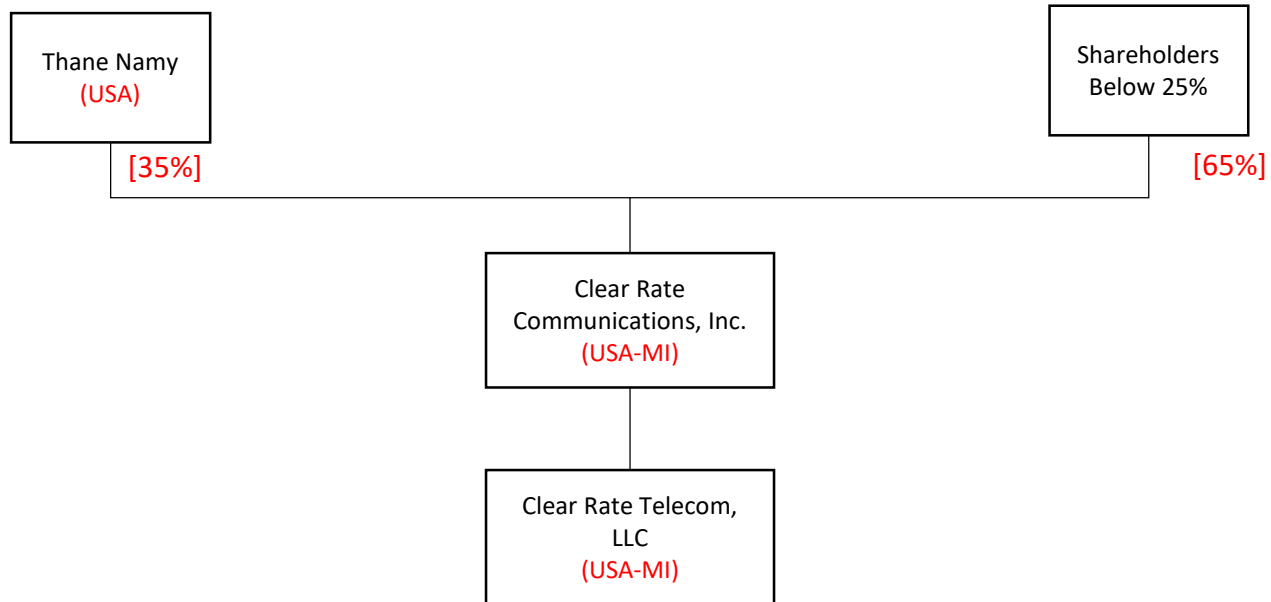 Thane Namy
(USA)
Shareholders
Below 25%
[35%]
[65%]
Clear Rate
Communications, Inc.
(USA-MI)
Clear Rate Telecom,
LLC
(USA-MI)